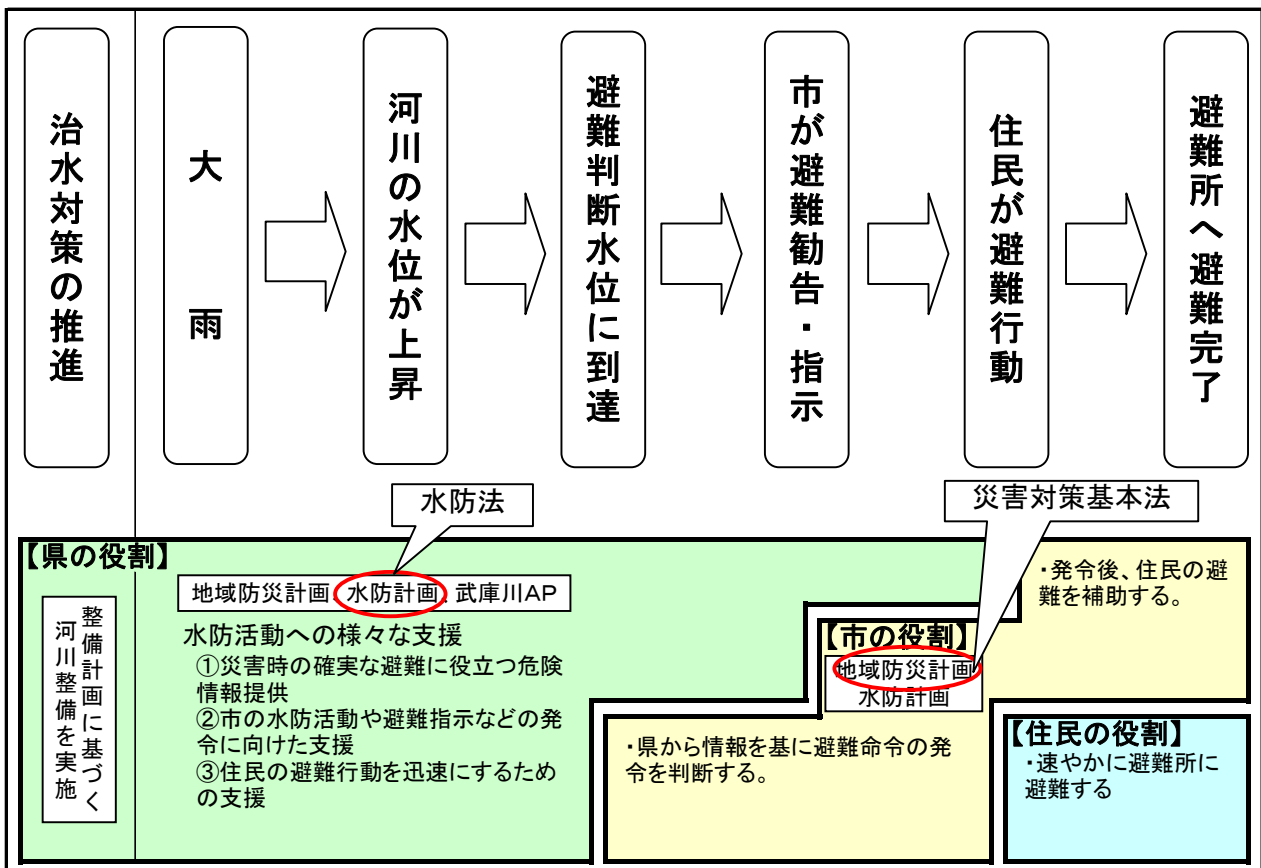 治水対策の推進
大雨
河川の水位が上昇
避難判断水位に到達
市が避難勧告・指示
住民が避難行動
避難所へ避難完了
水防法
災害対策基本法
【県の役割】
整備計画に基づく
河川整備を実施
地域防災計画、水防計画、武庫川AP
水防活動への様々な支援
①災害時の確実な避難に役立つ危険
情報提供
②市の水防活動や避難指示などの発
令に向けた支援
③住民の避難行動を迅速にするため
の支援
【市の役割】
地域防災計画
水防計画
・発令後、住民の避
難を補助する。
・県から情報を基に避難命令の発
令を判断する。
【住民の役割】
・速やかに避難所に
避難する